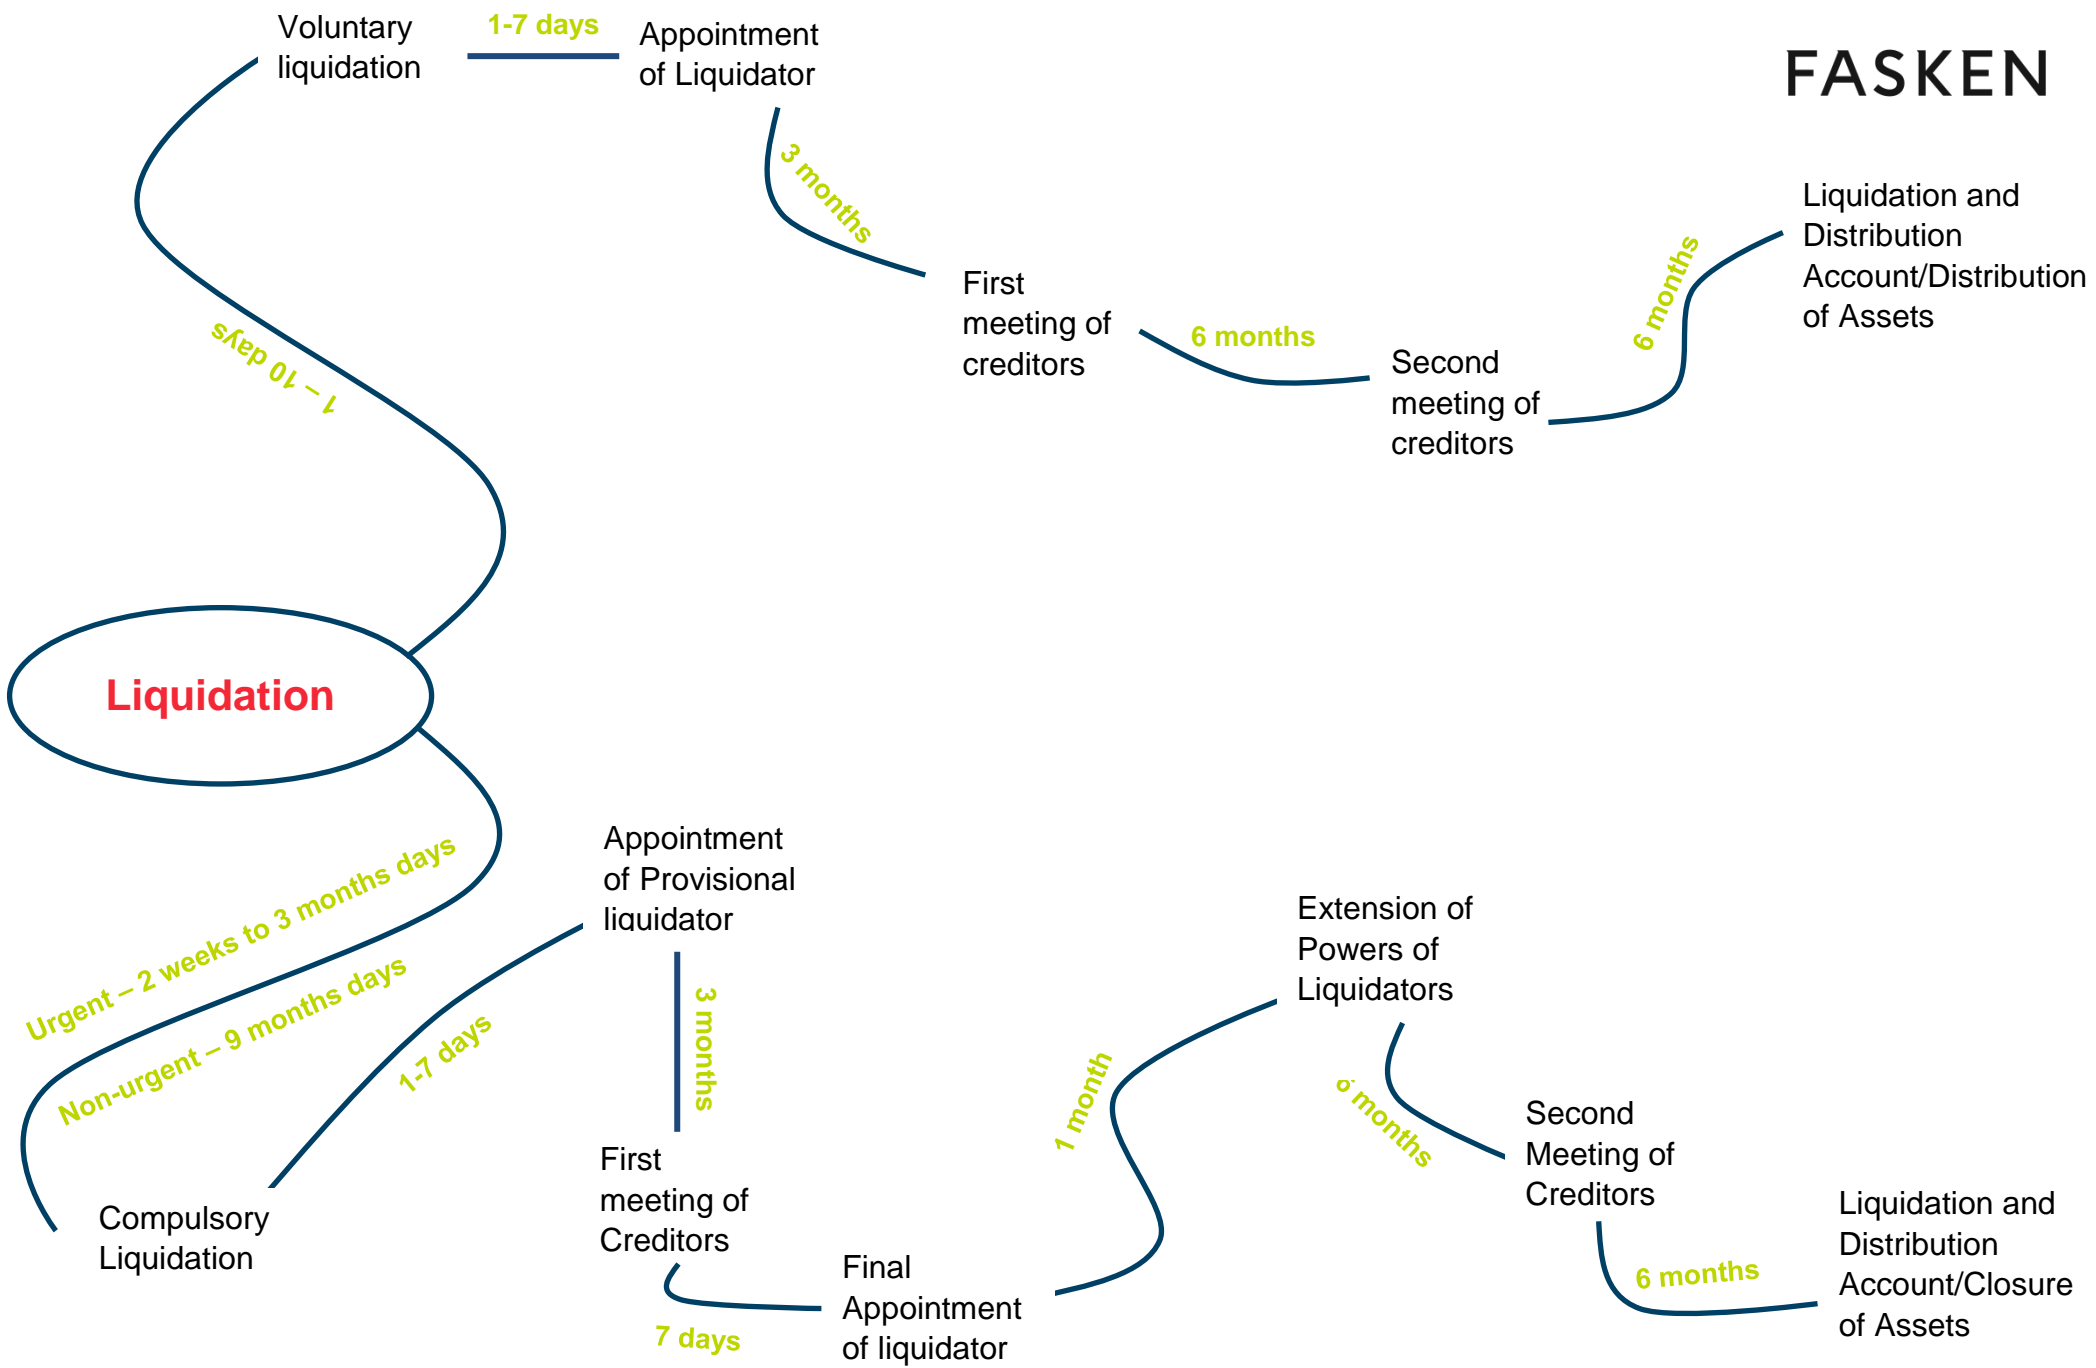 FASKEN
Voluntary
liquidation
1-7 days
Appointment
of Liquidator
3 months
First
meeting of
creditors
6 months
Second
meeting of
creditors
6 months
Liquidation and
Distribution
Account/Distribution
of Assets
1 – 10 days
Liquidation
Urgent – 2 weeks to 3 months days
Non-urgent – 9 months days
Compulsory
Liquidation
1-7 days
Appointment
of Provisional
liquidator
3 months
First
meeting of
Creditors
7 days
Final
Appointment
of liquidator
1 month
Extension of
Powers of
Liquidators
6 months
Second
Meeting of
Creditors
6 months
Liquidation and
Distribution
Account/Closure
of Assets